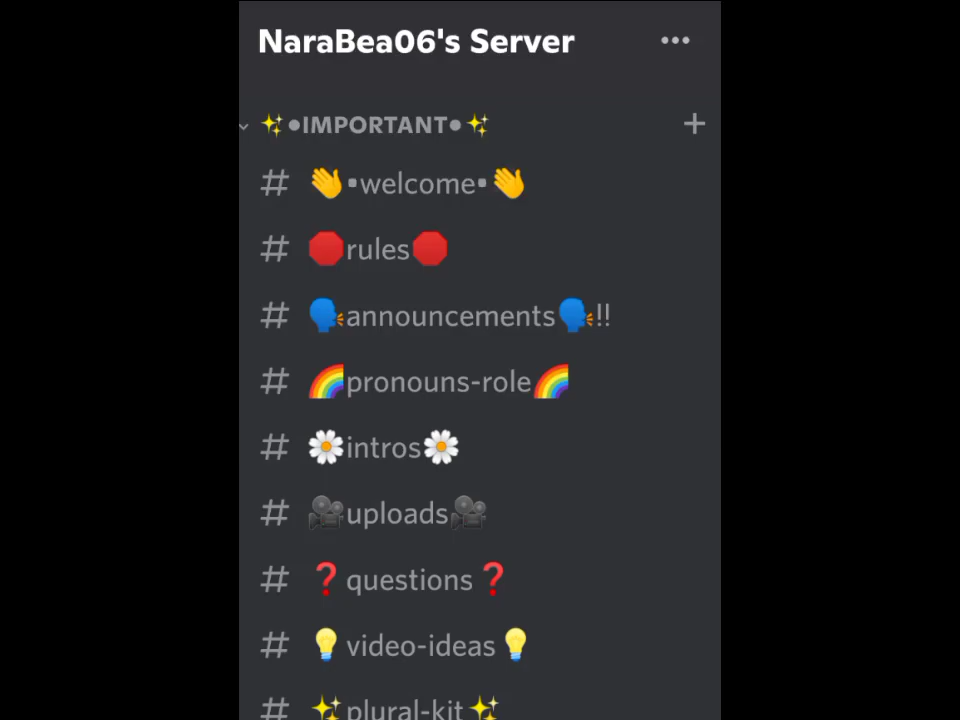 NaraBea06's Server
✨●IMPORTANT●✨
# 👋▪welcome▪👋
# 🛑rules🛑
# 🗣announcements🗣!!
# 🌈pronouns-role🌈
# 🌼intros🌼
# 🎥uploads🎥
# ❓questions❓
# 💡video-ideas💡
# ✨plural-kit✨